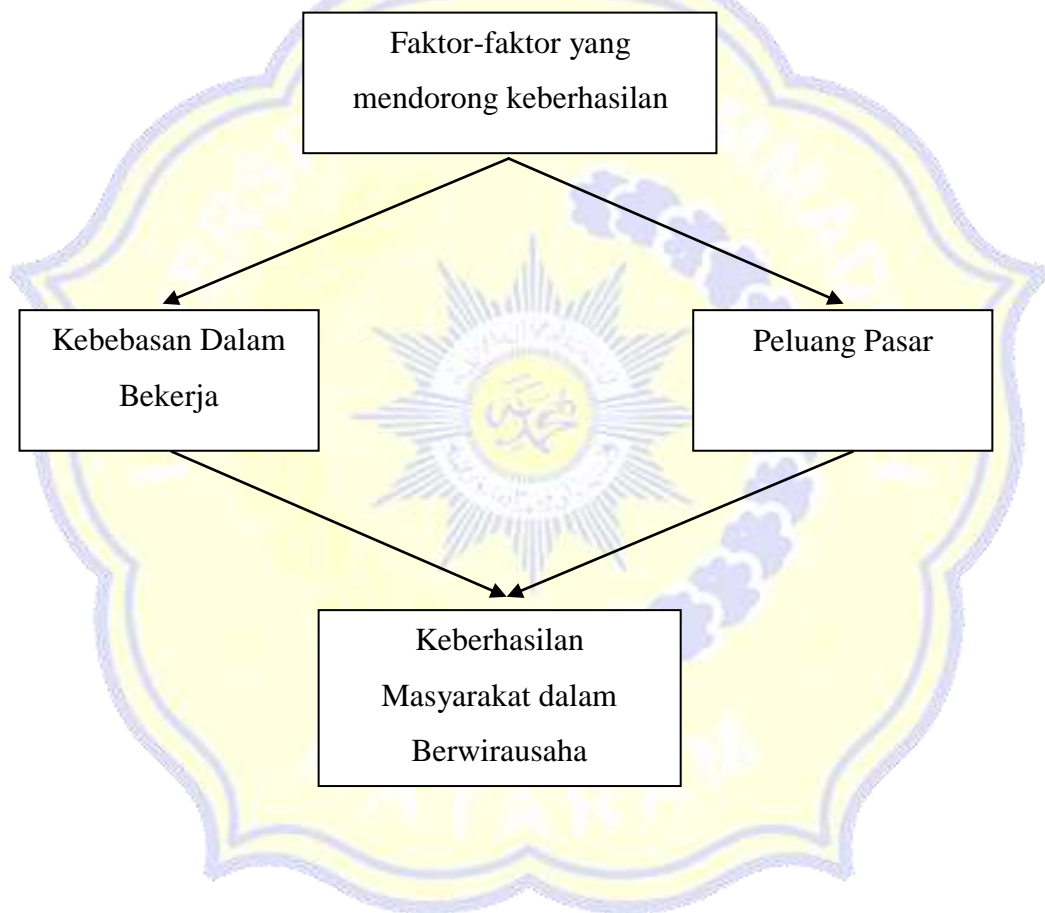 Faktor-faktor yang
mendorong keberhasilan
Kebebasan Dalam
Bekerja
Peluang Pasar
Keberhasilan
Masyarakat dalam
Berwirausaha